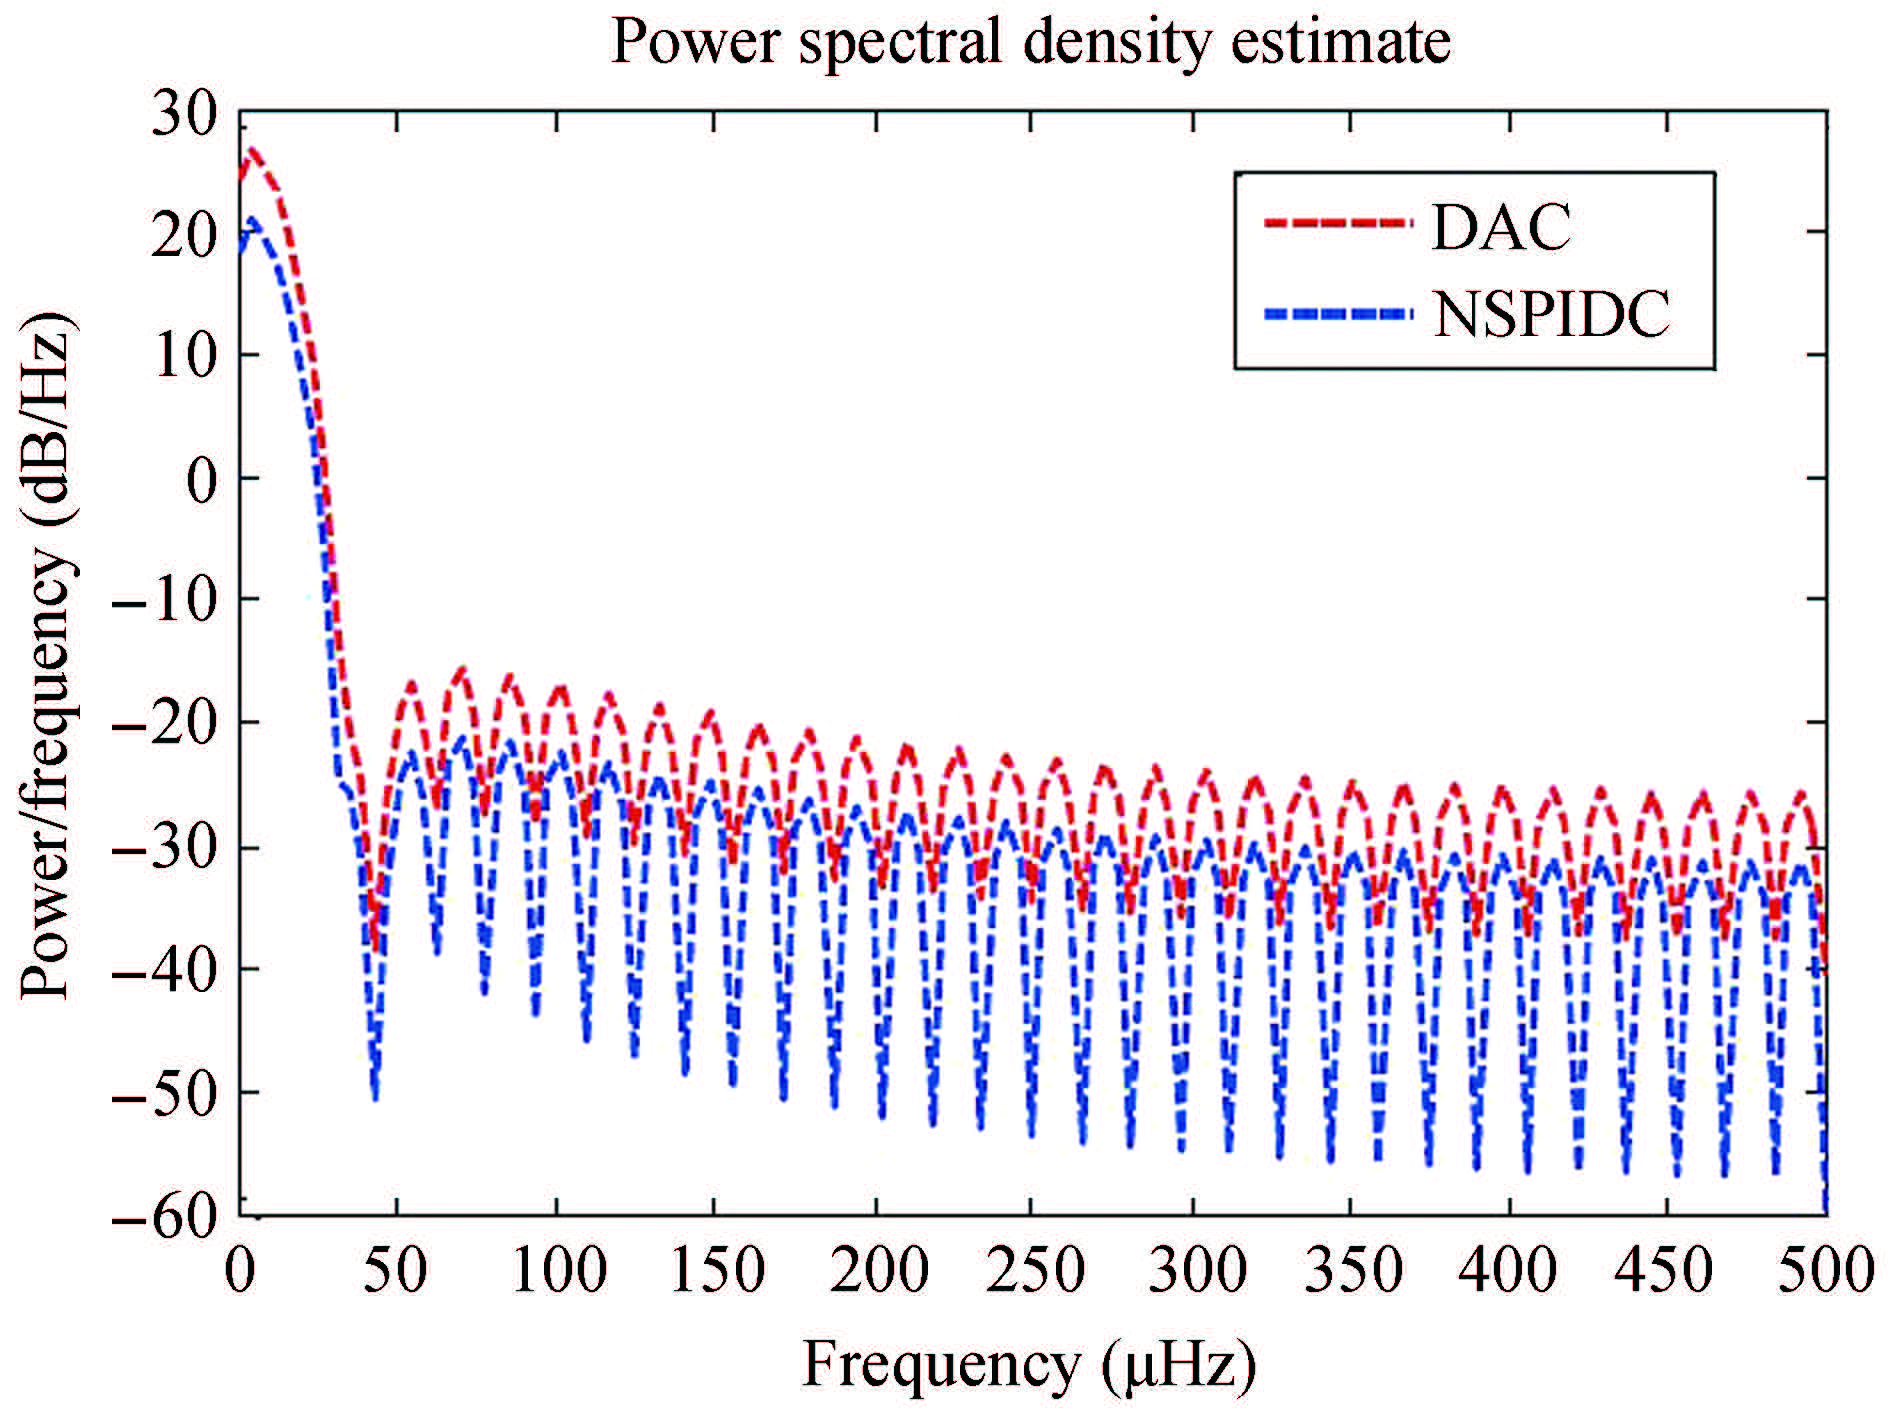 Power spectral density estimate
30
20
10
0
−10
−20
−30
−40
−50
−60
Power/frequency (dB/Hz)
DAC
NSPIDC
0 50 100 150 200 250 300 350 400 450 500
Frequency (μHz)